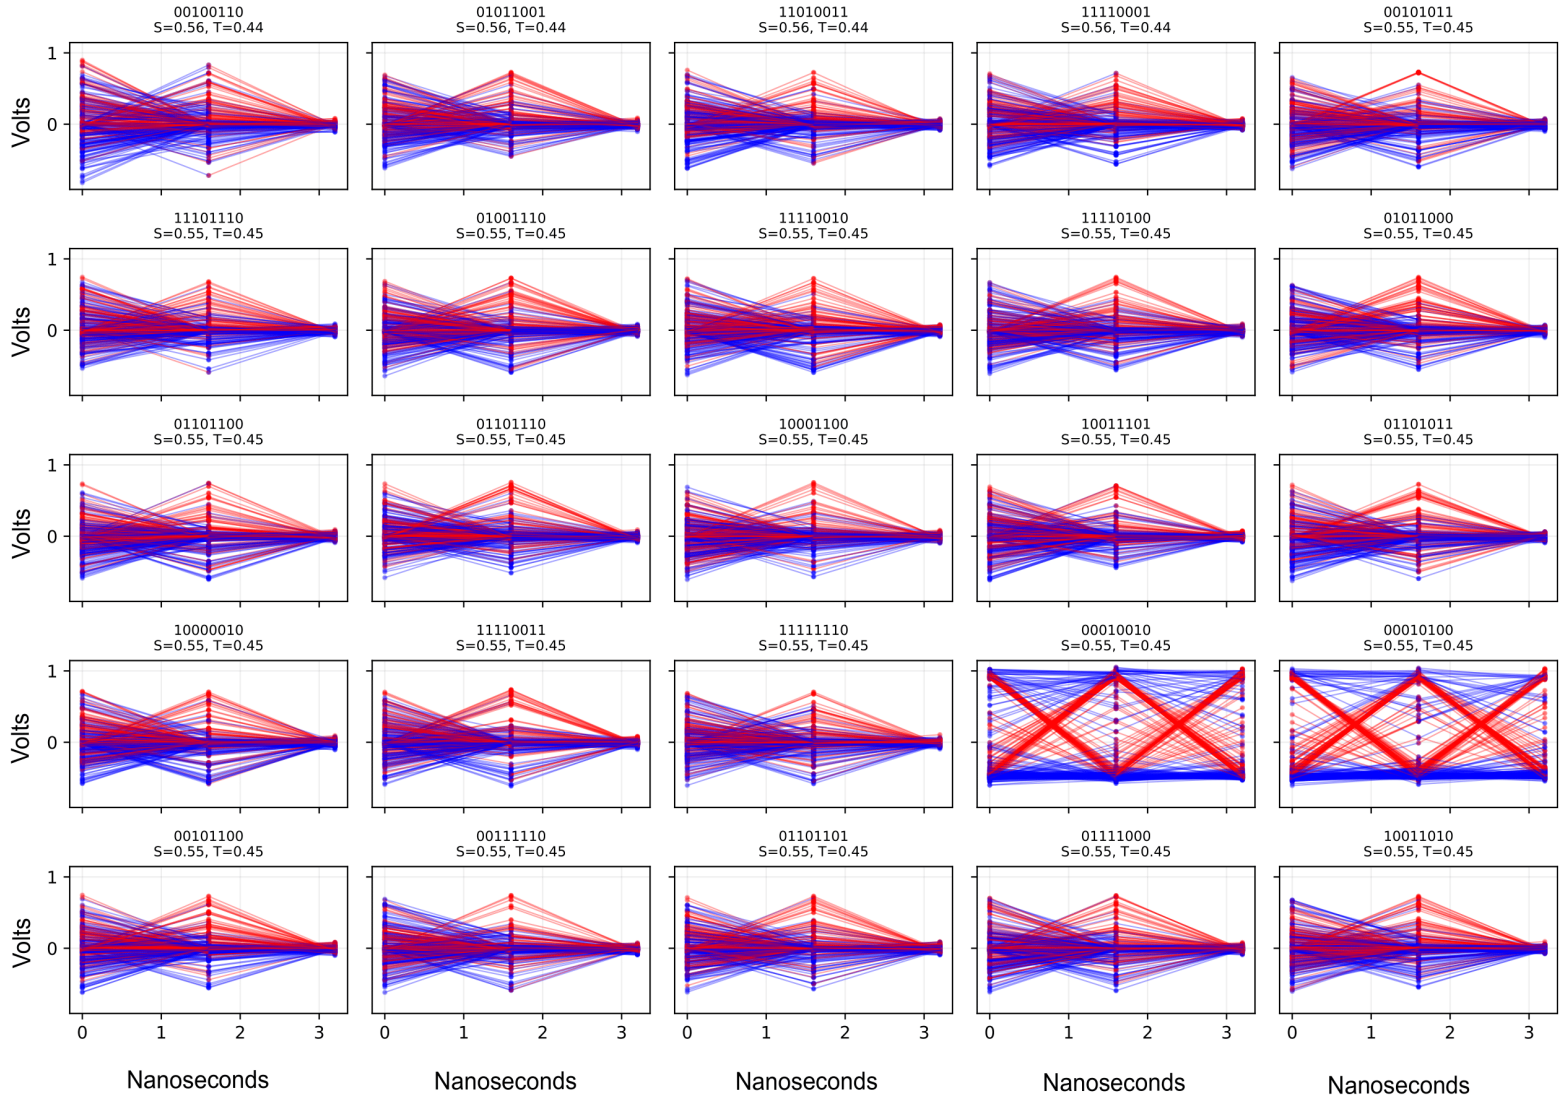 00100110 01011001 11010011 11110001 00101011
S=0.56, T=0.44 S=0.56, T=0.44 S=0.56, T=0.44 S=0.56, T=0.44 S=0.55, T=0.45
1
0
Volts
11101110 01001110 11110010 11110100 01011000
S=0.55, T=0.45 S=0.55, T=0.45 S=0.55, T=0.45 S=0.55, T=0.45 S=0.55, T=0.45
1
0
Volts
01101100 01101110 10001100 10011101 01101011
S=0.55, T=0.45 S=0.55, T=0.45 S=0.55, T=0.45 S=0.55, T=0.45 S=0.55, T=0.45
1
0
Volts
10000010 11110011 11111110 00010010 00010100
S=0.55, T=0.45 S=0.55, T=0.45 S=0.55, T=0.45 S=0.55, T=0.45 S=0.55, T=0.45
1
0
Volts
00101100 00111110 01101101 01111000 10011010
S=0.55, T=0.45 S=0.55, T=0.45 S=0.55, T=0.45 S=0.55, T=0.45 S=0.55, T=0.45
1
0
Volts
0 1 2 3 0 1 2 3 0 1 2 3 0 1 2 3 0 1 2 3
Nanoseconds Nanoseconds Nanoseconds Nanoseconds Nanoseconds